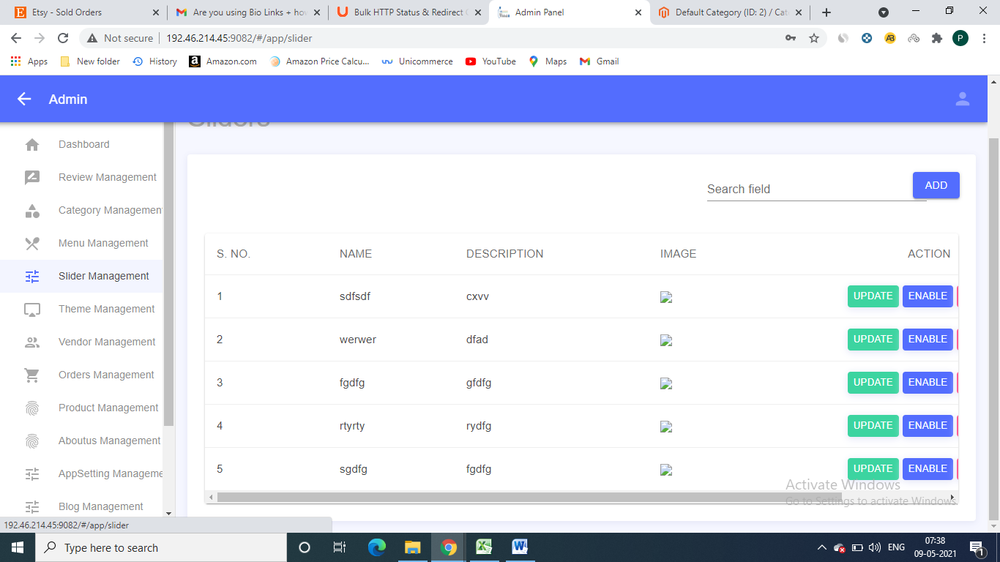 Etsy - Sold Orders
Are you using Bio Links + how
Bulk HTTP Status & Redirect C
Admin Panel
Default Category (ID: 2) / Cate
Not secure
192.46.214.45:9082/#/app/slider
Apps
New folder
History
Amazon.com
Amazon Price Calcu...
Unicommerce
YouTube
Maps
Gmail
Admin
Sliders
Dashboard
Review Management
Category Management
Menu Management
Slider Management
Theme Management
Vendor Management
Orders Management
Product Management
Aboutus Management
AppSetting Manageme
Blog Management
Search field
ADD
S. NO. NAME DESCRIPTION IMAGE ACTION
1 sdfsdf cxvv UPDATE ENABLE
2 werwer dfad UPDATE ENABLE
3 fgdfg gfdfg UPDATE ENABLE
4 rtyrty rydfg UPDATE ENABLE
5 sgdfg fgdfg UPDATE ENABLE
Activate Windows
Go to Settings to activate Windows.
192.46.214.45:9082/#/app/slider
Type here to search
ENG
07:38
09-05-2021
1